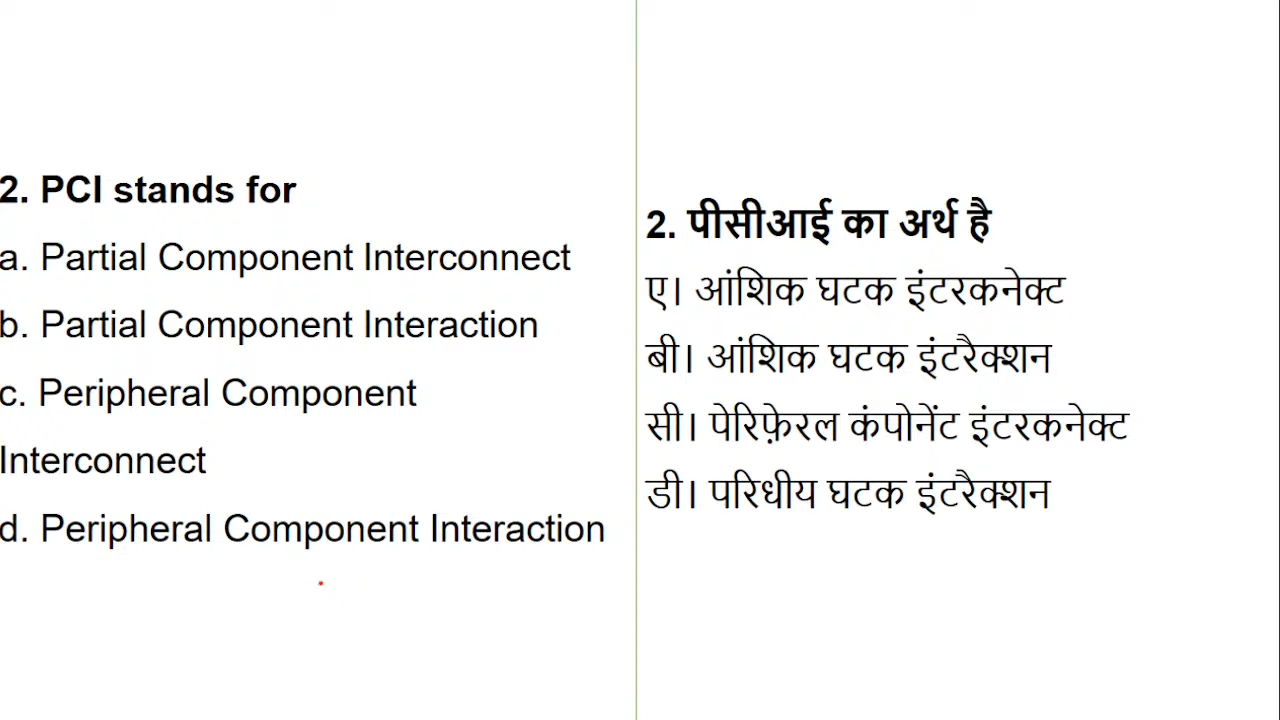 2. PCI stands for
a. Partial Component Interconnect
b. Partial Component Interaction
c. Peripheral Component
Interconnect
d. Peripheral Component Interaction
2. पीसीआई का अर्थ है
ए। आंशिक घटक इंटरकनेक्ट
बी। आंशिक घटक इंटरैक्शन
सी। पेरिफ़ेरल कंपोनेंट इंटरकनेक्ट
डी। परिधीय घटक इंटरैक्शन